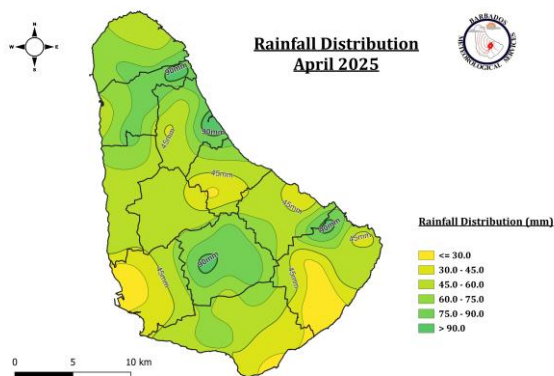 Rainfall Distribution
April 2025
BARBADOS
METEOROLOGICAL SERVICES
N
W
E
S
90mm
90mm
45mm
45mm
45mm
90mm
45mm
45mm
90mm
45mm
Rainfall Distribution (mm)
<= 30.0
30.0 - 45.0
45.0 - 60.0
60.0 - 75.0
75.0 - 90.0
> 90.0
0 5 10 km